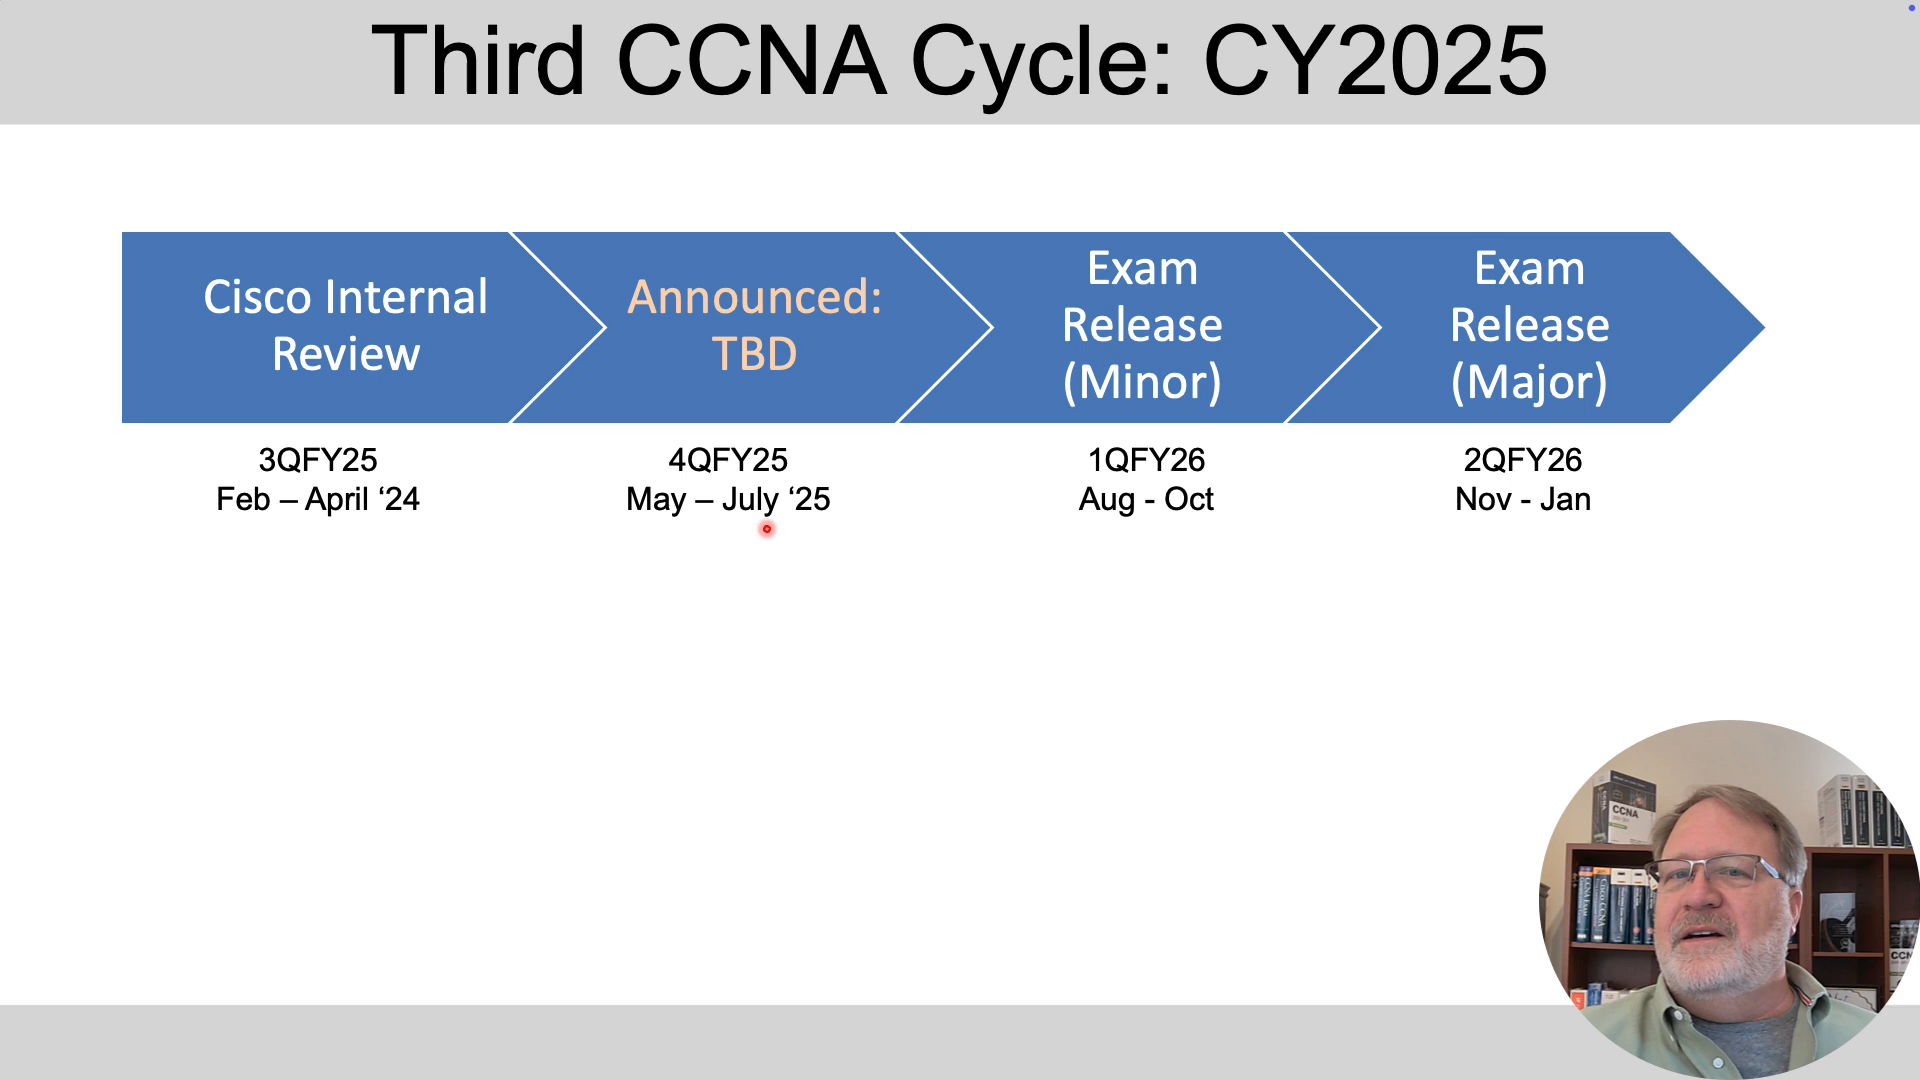 Third CCNA Cycle: CY2025
Cisco Internal
Review
Announced:
TBD
Exam
Release
(Minor)
Exam
Release
(Major)
3QFY25
Feb – April ‘24
4QFY25
May – July ‘25
1QFY26
Aug - Oct
2QFY26
Nov - Jan
CCNA